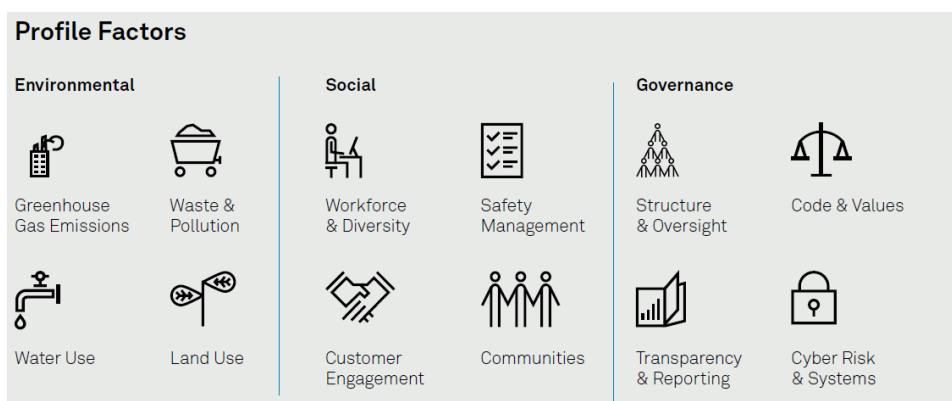 Profile Factors
Environmental
Greenhouse
Gas Emissions
Waste &
Pollution
Water Use
Land Use
Social
Workforce
& Diversity
Safety
Management
Customer
Engagement
Communities
Governance
Structure
& Oversight
Code & Values
Transparency
& Reporting
Cyber Risk
& Systems